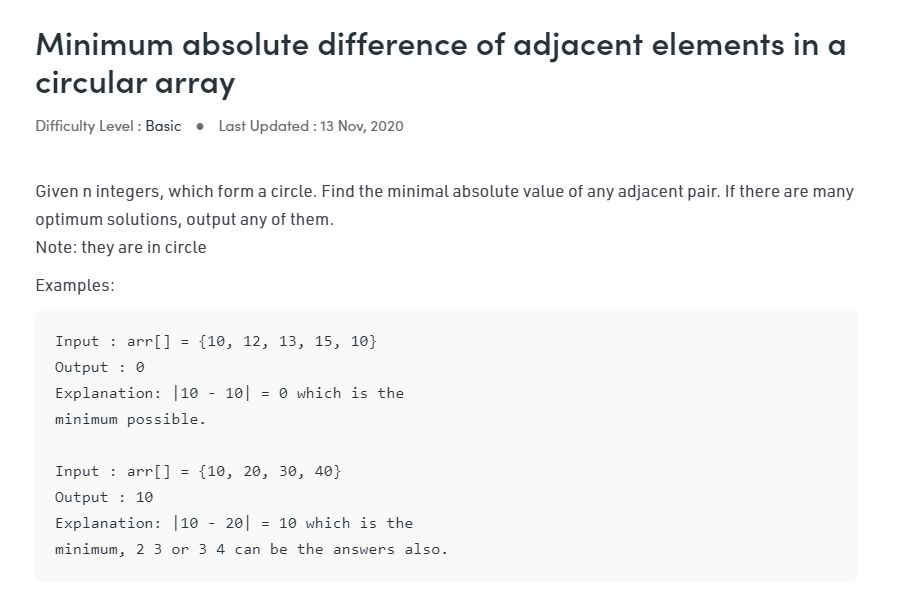 Minimum absolute difference of adjacent elements in a
circular array
Difficulty Level : Basic ● Last Updated : 13 Nov, 2020
Given n integers, which form a circle. Find the minimal absolute value of any adjacent pair. If there are many
optimum solutions, output any of them.
Note: they are in circle
Examples:
Input : arr[] = {10, 12, 13, 15, 10}
Output : 0
Explanation: |10 - 10| = 0 which is the
minimum possible.
Input : arr[] = {10, 20, 30, 40}
Output : 10
Explanation: |10 - 20| = 10 which is the
minimum, 2 3 or 3 4 can be the answers also.